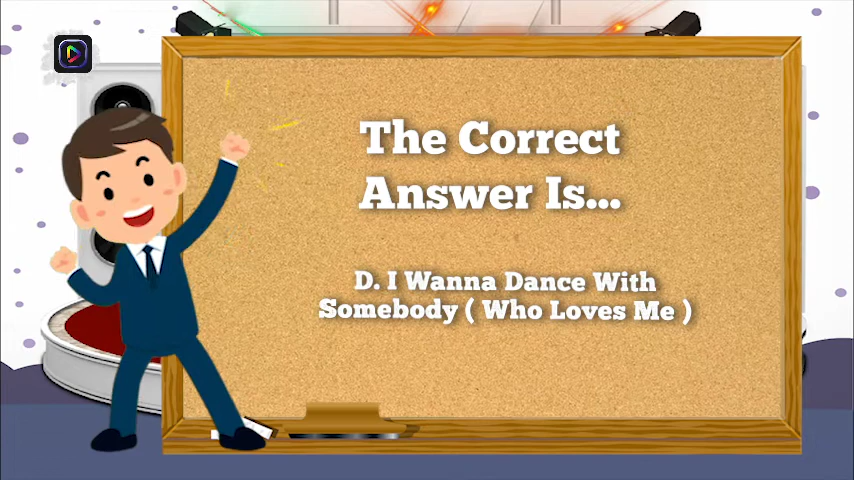 The Correct
Answer Is...
D. I Wanna Dance With
Somebody ( Who Loves Me )